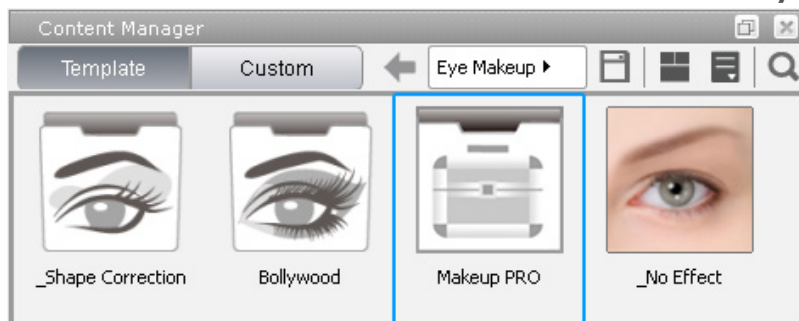 Content Manager
Template
Custom
Eye Makeup
_Shape Correction
Bollywood
Makeup PRO
_No Effect